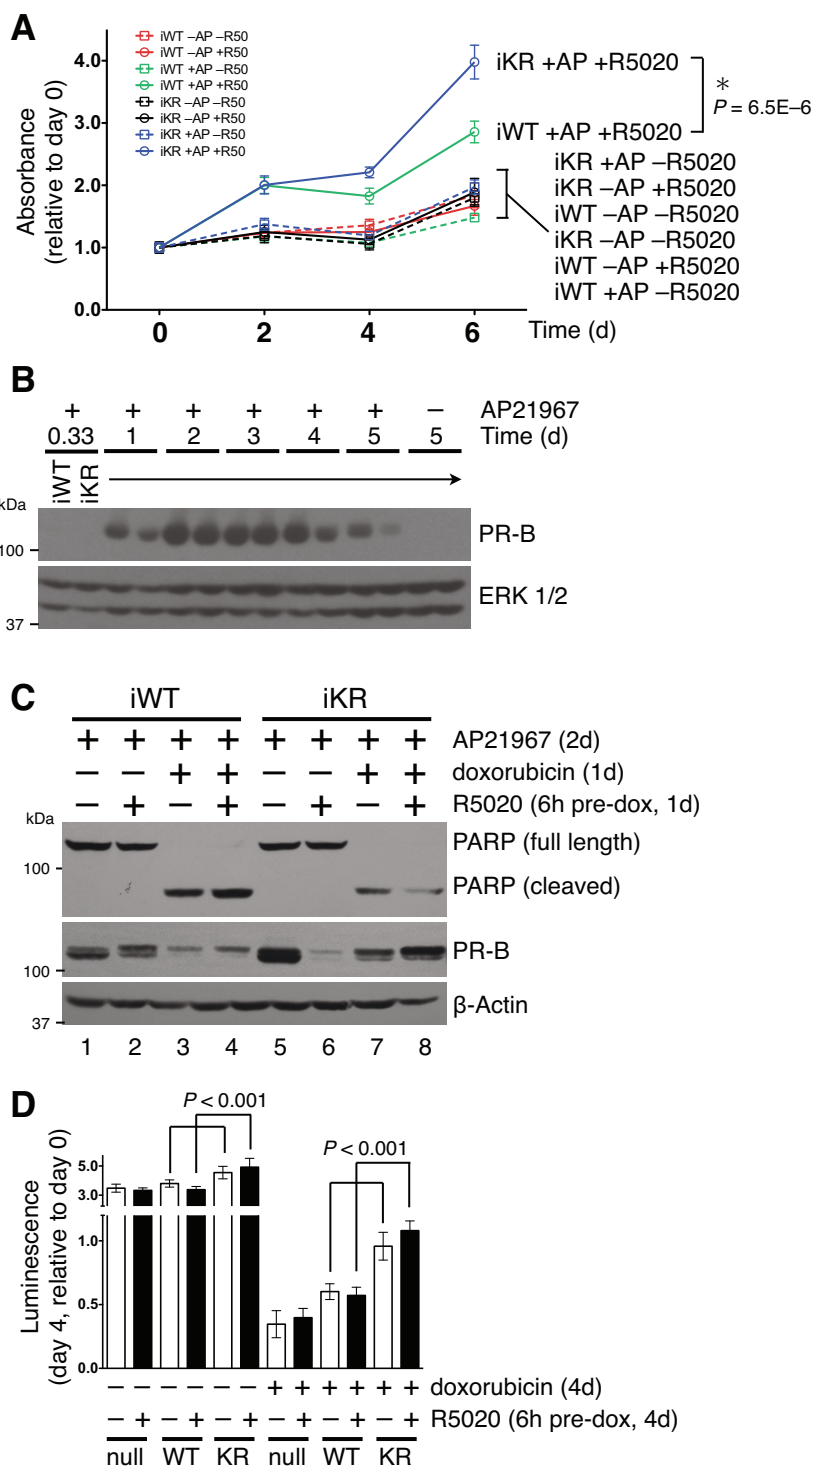 A
Absorbance
(relative to day 0)
4.0
3.0
2.0
1.0
0.0
iWT –AP –R50
iWT –AP +R50
iWT +AP –R50
iWT +AP +R50
iKR –AP –R50
iKR –AP +R50
iKR +AP –R50
iKR +AP +R50
iKR +AP +R5020
*
P = 6.5E–6
iWT +AP +R5020
iKR +AP –R5020
iKR –AP +R5020
iWT –AP –R5020
iKR –AP –R5020
iWT –AP +R5020
iWT +AP –R5020
0 2 4 6 Time (d)
B
+ + + + + + – AP21967
0.33 1 2 3 4 5 5 Time (d)
iWT iKR
kDa
100
PR-B
ERK 1/2
37
C
iWT iKR
+ + + + + + + + AP21967 (2d)
– – + + – – + + doxorubicin (1d)
– + – + – + – + R5020 (6h pre-dox, 1d)
kDa
PARP (full length)
100
PARP (cleaved)
PR-B
100
β-Actin
37
1 2 3 4 5 6 7 8
D
Luminescence
(day 4, relative to day 0)
P < 0.001
P < 0.001
5.0
3.0
1.0
0.5
0.0
– – – – – – + + + + + + doxorubicin (4d)
– + – + – + – + – + – + R5020 (6h pre-dox, 4d)
null WT KR null WT KR